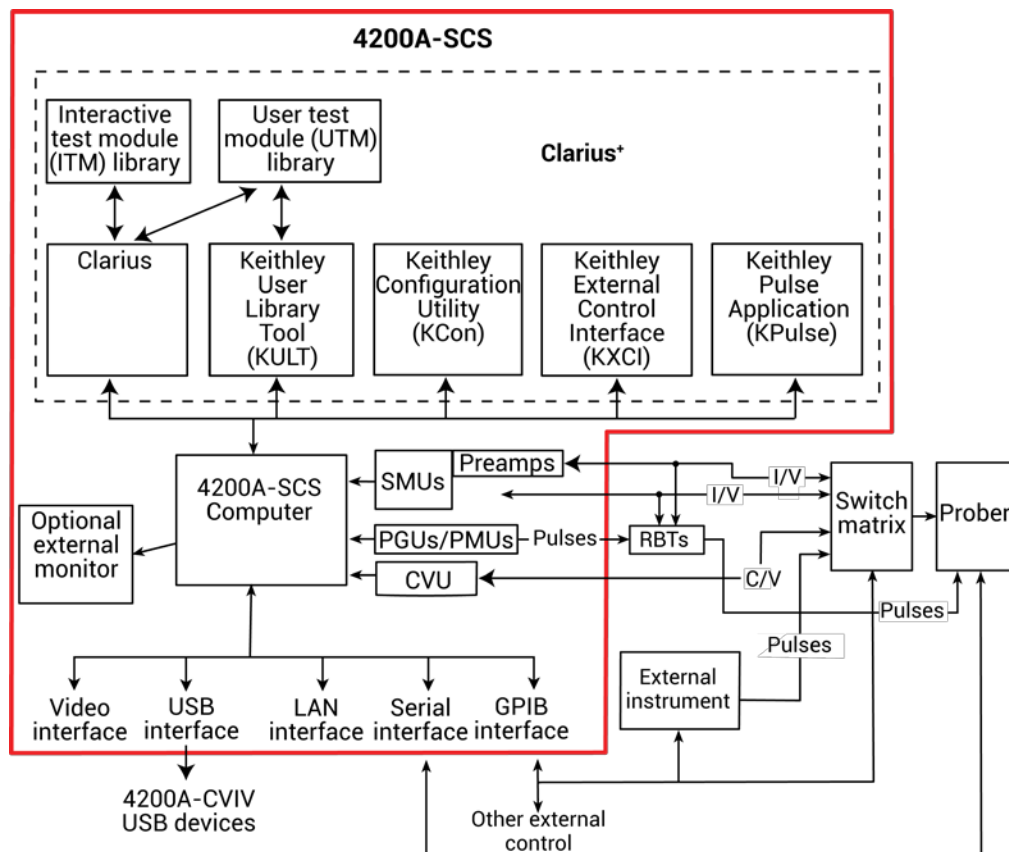 4200A-SCS
Interactive
test module
(ITM) library
User test
module (UTM)
library
Clarius+
Clarius
Keithley
User
Library
Tool
(KULT)
Keithley
Configuration
Utility
(KCon)
Keithley
External
Control
Interface
(KXCI)
Keithley
Pulse
Application
(KPulse)
Optional
external
monitor
4200A-SCS
Computer
SMUs
Preamps
PGUs/PMUs
Pulses
CVU
RBTs
I/V
I/V
C/V
Switch
matrix
Prober
Pulses
Pulses
External
instrument
Video
interface
USB
interface
LAN
interface
Serial
interface
GPIB
interface
4200A-CVIV
USB devices
Other external
control